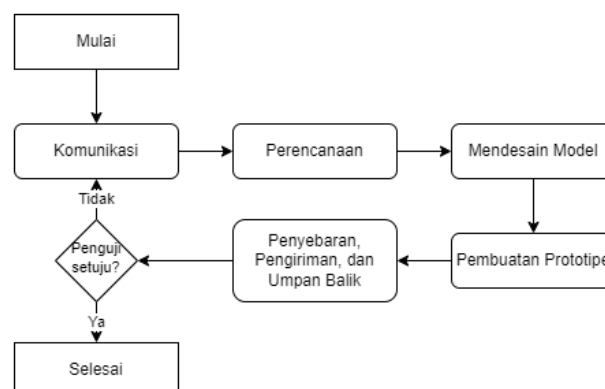 Mulai
Komunikasi
Perencanaan
Mendesain Model
Tidak
Penguji
setuju?
Penyebaran,
Pengiriman, dan
Umpan Balik
Pembuatan Prototipe
Ya
Selesai